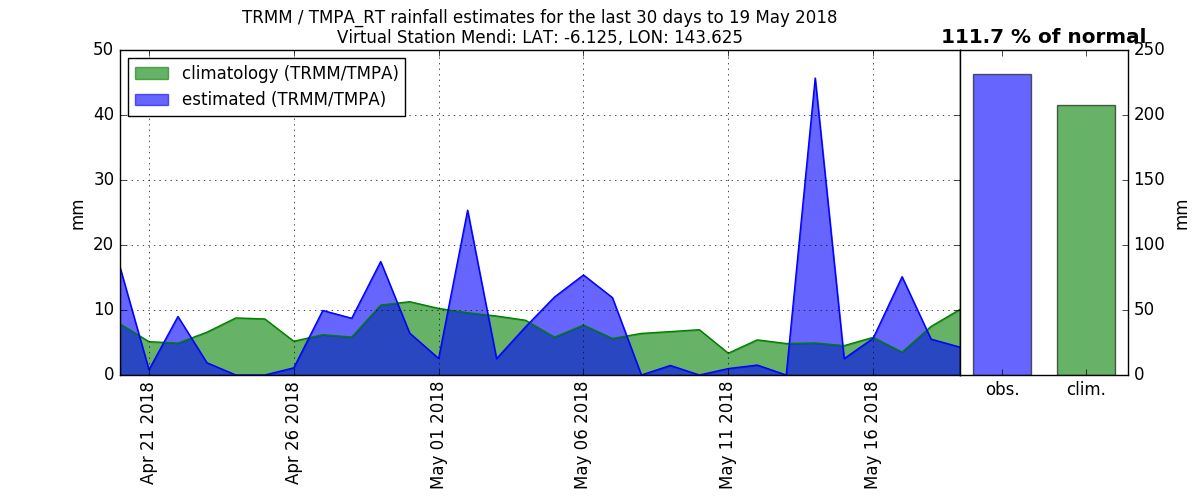 TRMM / TMPA_RT rainfall estimates for the last 30 days to 19 May 2018
Virtual Station Mendi: LAT: -6.125, LON: 143.625
111.7 % of normal
climatology (TRMM/TMPA)
estimated (TRMM/TMPA)
50
40
30
20
10
0
mm
Apr 21 2018
Apr 26 2018
May 01 2018
May 06 2018
May 11 2018
May 16 2018
250
200
150
100
50
0
mm
obs.
clim.